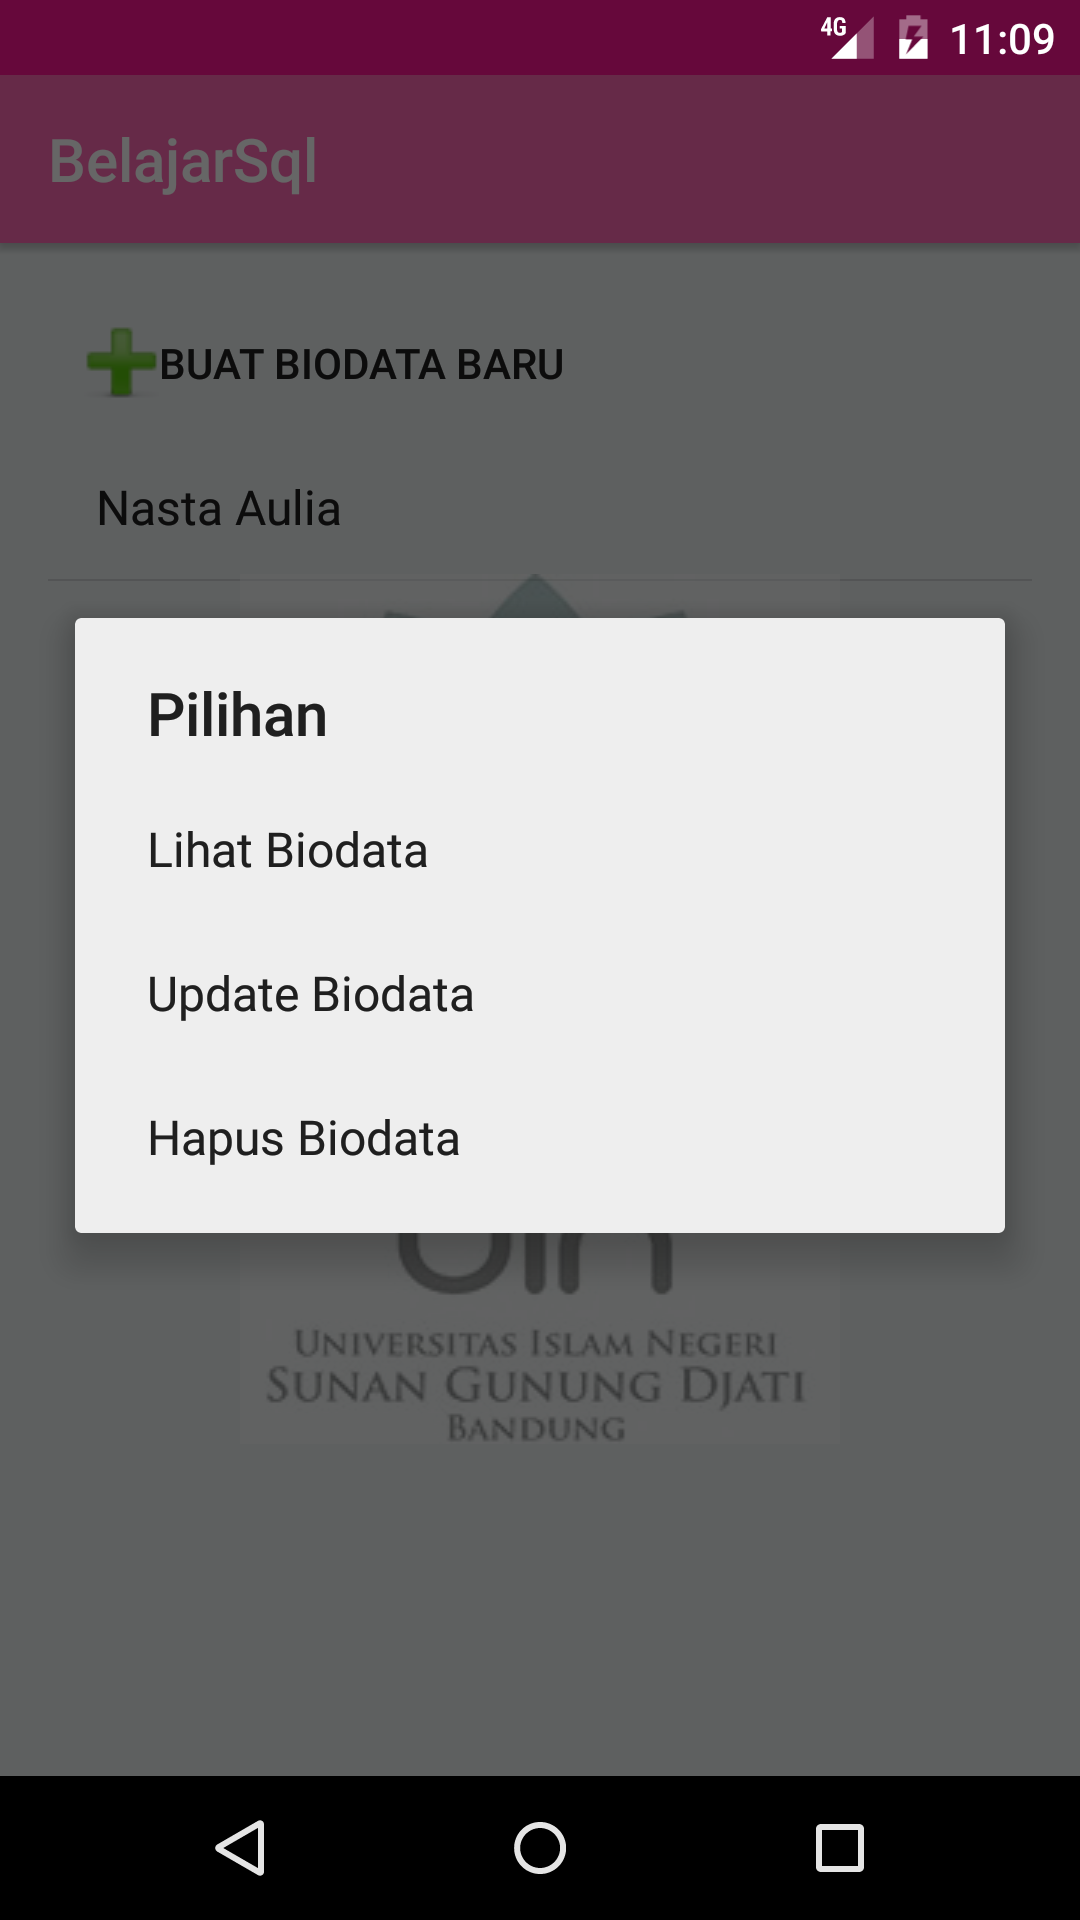 4G 11:09
BelajarSql
BUAT BIODATA BARU
Nasta Aulia
Pilihan
Lihat Biodata
Update Biodata
Hapus Biodata
UNIVERSITAS ISLAM NEGERI
SUNAN GUNUNG DJATI
BANDUNG